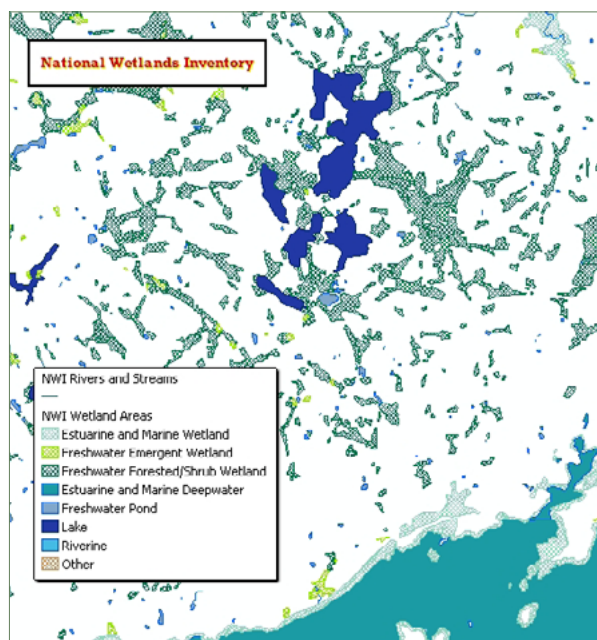 National Wetlands Inventory
NWI Rivers and Streams
NWI Wetland Areas
Estuarine and Marine Wetland
Freshwater Emergent Wetland
Freshwater Forested/Shrub Wetland
Estuarine and Marine Deepwater
Freshwater Pond
Lake
Riverine
Other